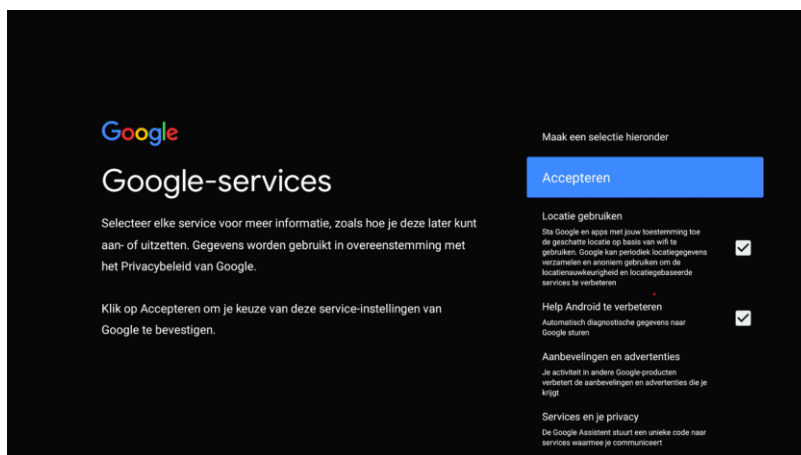 Google
Google-services
Selecteer elke service voor meer informatie, zoals hoe je deze later kunt
aan- of uitzetten. Gegevens worden gebruikt in overeenstemming met
het Privacybeleid van Google.
Klik op Accepteren om je keuze van deze service-instellingen van
Google te bevestigen.
Maak een selectie hieronder
Accepteren
Locatie gebruiken
Sta Google en apps met jouw toestemming toe
de geschatte locatie op basis van wifi te
gebruiken. Google kan periodiek locatiegegevens
verzamelen en anoniem gebruiken om de
locatienauwkeurigheid en locatiegebaseerde
services te verbeteren
Help Android te verbeteren
Automatisch diagnostische gegevens naar
Google sturen
Aanbevelingen en advertenties
Je activiteit in andere Google-producten
verbetert de aanbevelingen en advertenties die je
krijgt
Services en je privacy
De Google Assistent stuurt een unieke code naar
services waarmee je communiceert